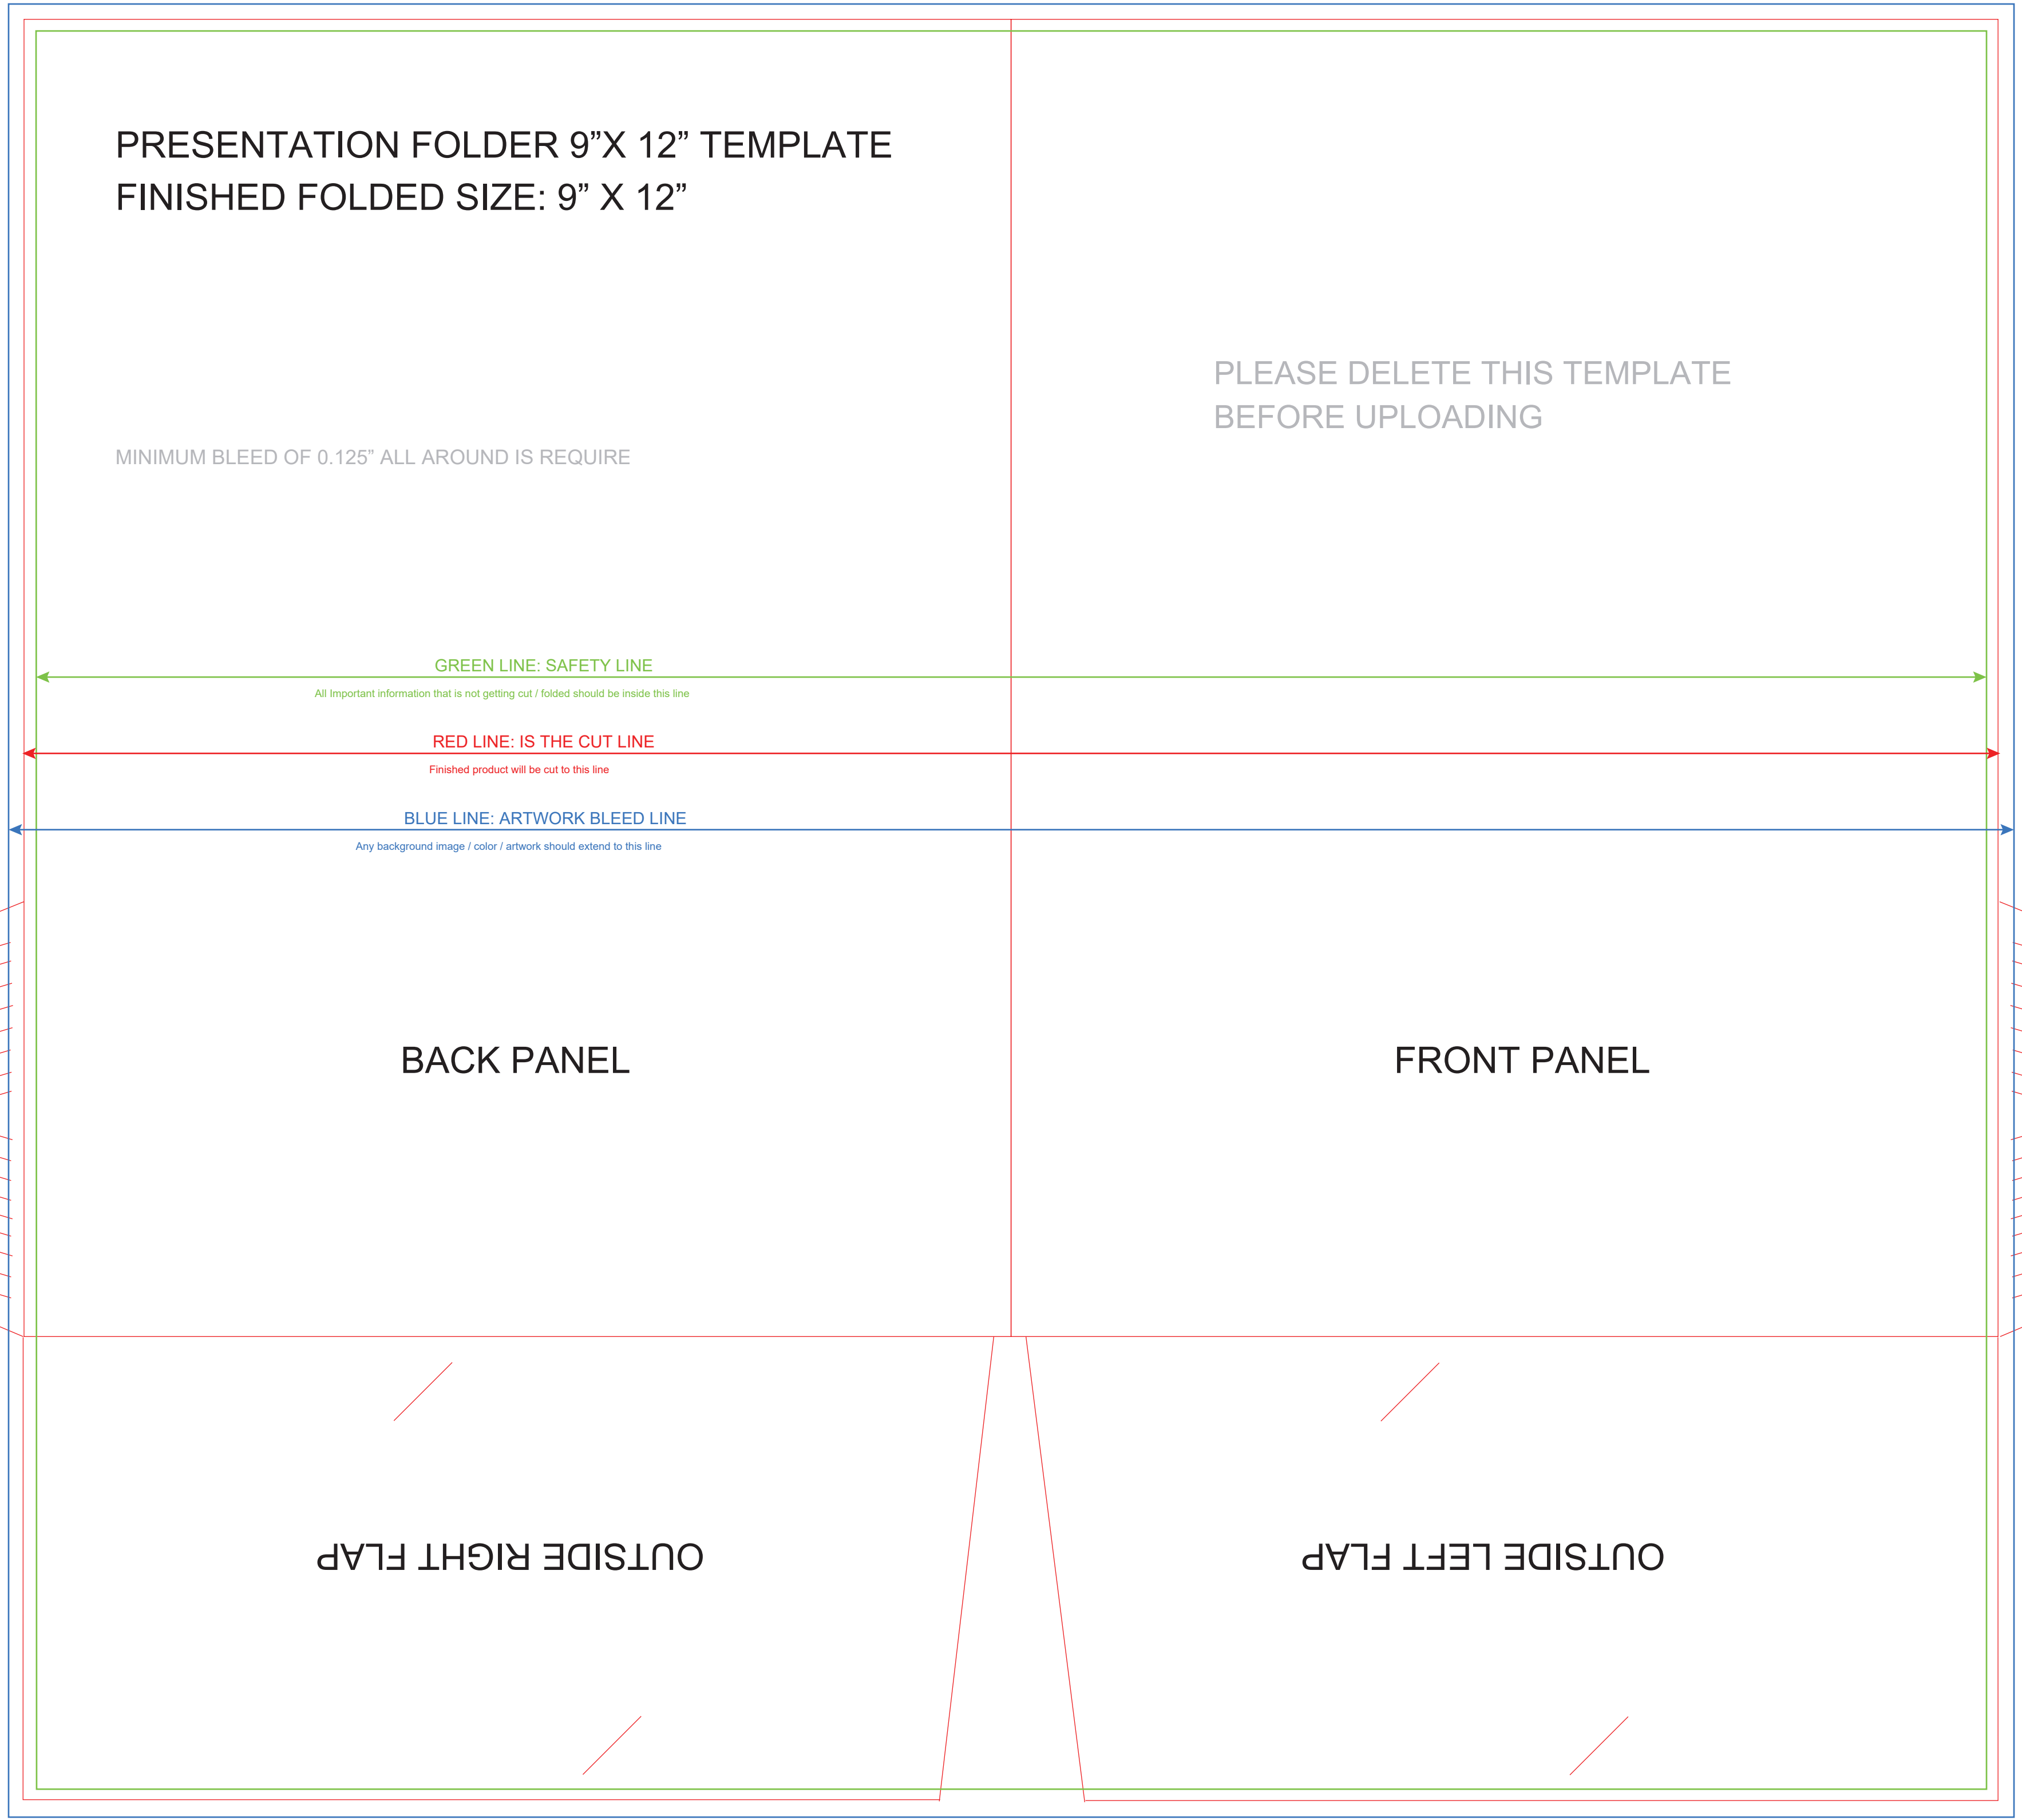 PRESENTATION FOLDER 9”X 12” TEMPLATE
FINISHED FOLDED SIZE: 9” X 12”
PLEASE DELETE THIS TEMPLATE
BEFORE UPLOADING
MINIMUM BLEED OF 0.125” ALL AROUND IS REQUIRE
GREEN LINE: SAFETY LINE
All Important information that is not getting cut / folded should be inside this line
RED LINE: IS THE CUT LINE
Finished product will be cut to this line
BLUE LINE: ARTWORK BLEED LINE
Any background image / color / artwork should extend to this line
BACK PANEL
FRONT PANEL
OUTSIDE RIGHT FLAP
OUTSIDE LEFT FLAP